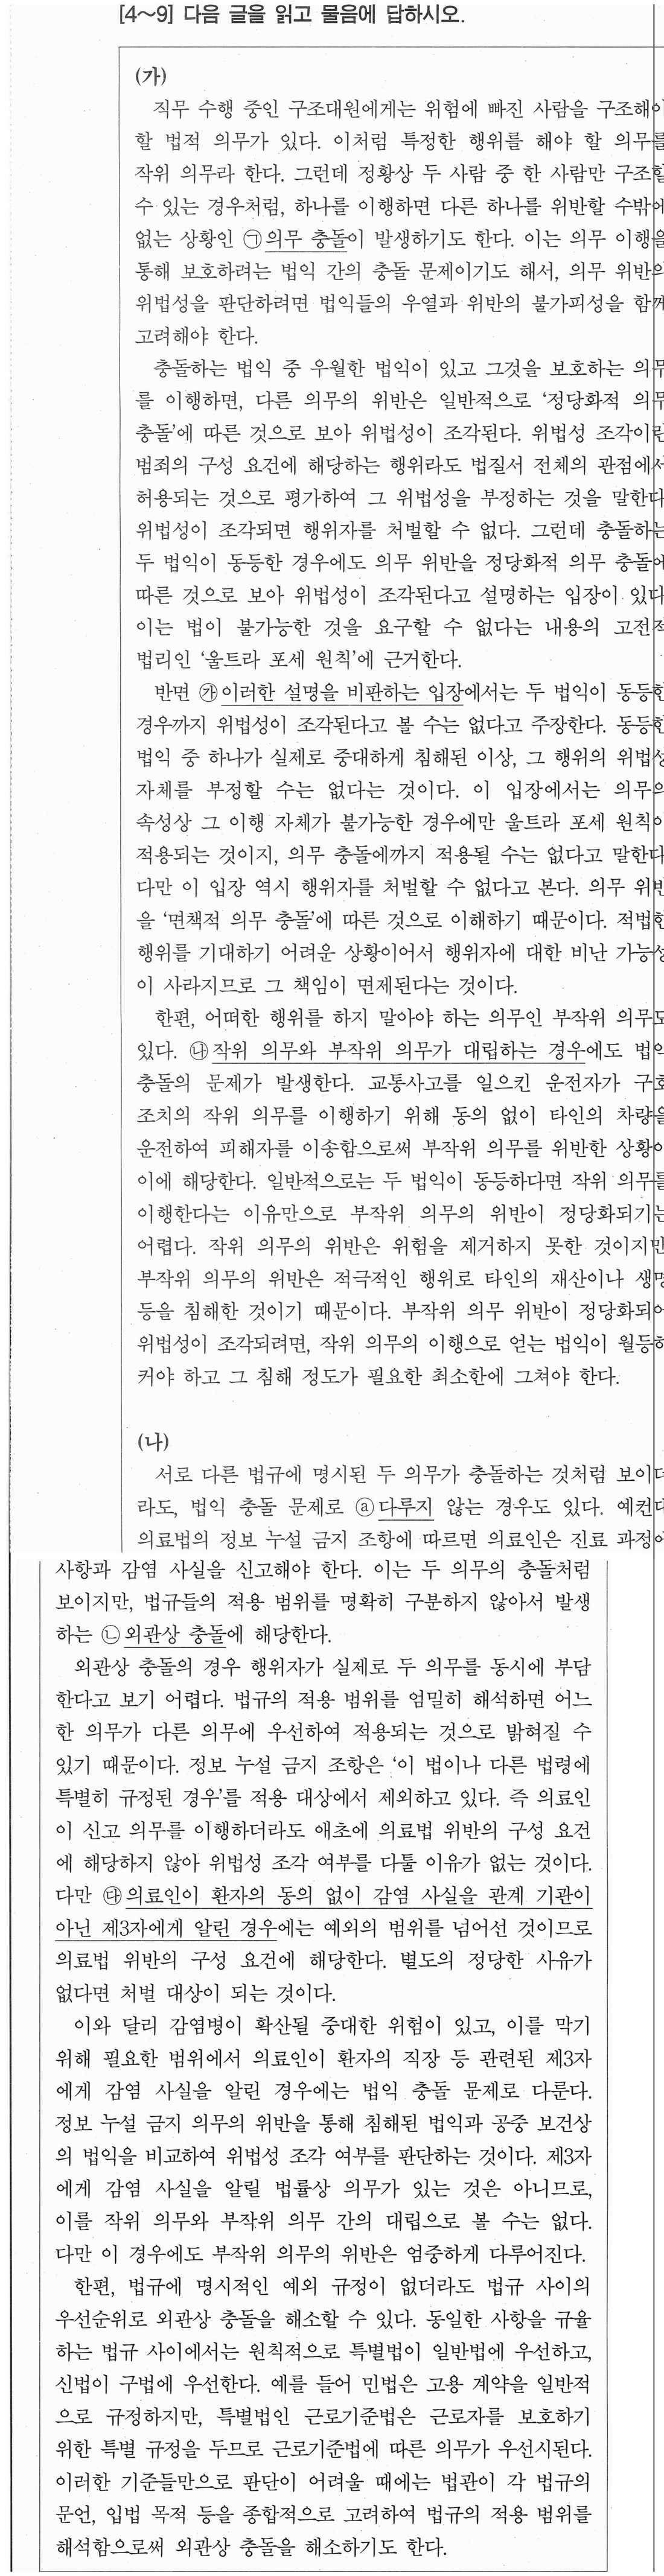 [4~9] 다음 글을 읽고 물음에 답하시오.
(가)
직무 수행 중인 구조대원에게는 위험에 빠진 사람을 구조해야
할 법적 의무가 있다. 이처럼 특정한 행위를 해야 할 의무를
작위 의무라 한다. 그런데 정황상 두 사람 중 한 사람만 구조할
수 있는 경우처럼, 하나를 이행하면 다른 하나를 위반할 수밖에
없는 상황인 ㉠의무 충돌이 발생하기도 한다. 이는 의무 이행을
통해 보호하려는 법익 간의 충돌 문제이기도 해서, 의무 위반의
위법성을 판단하려면 법익들의 우열과 위반의 불가피성을 함께
고려해야 한다.
충돌하는 법익 중 우월한 법익이 있고 그것을 보호하는 의무
를 이행하면, 다른 의무의 위반은 일반적으로 ‘정당화적 의무
충돌’에 따른 것으로 보아 위법성이 조각된다. 위법성 조각이란
범죄의 구성 요건에 해당하는 행위라도 법질서 전체의 관점에서
허용되는 것으로 평가하여 그 위법성을 부정하는 것을 말한다.
위법성이 조각되면 행위자를 처벌할 수 없다. 그런데 충돌하는
두 법익이 동등한 경우에도 의무 위반을 정당화적 의무 충돌에
따른 것으로 보아 위법성이 조각된다고 설명하는 입장이 있다.
이는 법이 불가능한 것을 요구할 수 없다는 내용의 고전적
법리인 ‘울트라 포세 원칙’에 근거한다.
반면 ㉮이러한 설명을 비판하는 입장에서는 두 법익이 동등한
경우까지 위법성이 조각된다고 볼 수는 없다고 주장한다. 동등한
법익 중 하나가 실제로 중대하게 침해된 이상, 그 행위의 위법성
자체를 부정할 수는 없다는 것이다. 이 입장에서는 의무의
속성상 그 이행 자체가 불가능한 경우에만 울트라 포세 원칙이
적용되는 것이지, 의무 충돌에까지 적용될 수는 없다고 말한다.
다만 이 입장 역시 행위자를 처벌할 수 없다고 본다. 의무 위반
을 ‘면책적 의무 충돌’에 따른 것으로 이해하기 때문이다. 적법한
행위를 기대하기 어려운 상황이어서 행위자에 대한 비난 가능성
이 사라지므로 그 책임이 면제된다는 것이다.
한편, 어떠한 행위를 하지 말아야 하는 의무인 부작위 의무도
있다. ㉯작위 의무와 부작위 의무가 대립하는 경우에도 법익
충돌의 문제가 발생한다. 교통사고를 일으킨 운전자가 구호
조치의 작위 의무를 이행하기 위해 동의 없이 타인의 차량을
운전하여 피해자를 이송함으로써 부작위 의무를 위반한 상황이
이에 해당한다. 일반적으로는 두 법익이 동등하다면 작위 의무를
이행한다는 이유만으로 부작위 의무의 위반이 정당화되기는
어렵다. 작위 의무의 위반은 위험을 제거하지 못한 것이지만
부작위 의무의 위반은 적극적인 행위로 타인의 재산이나 생명
등을 침해한 것이기 때문이다. 부작위 의무 위반이 정당화되어
위법성이 조각되려면, 작위 의무의 이행으로 얻는 법익이 월등히
커야 하고 그 침해 정도가 필요한 최소한에 그쳐야 한다.
(나)
서로 다른 법규에 명시된 두 의무가 충돌하는 것처럼 보이더
라도, 법익 충돌 문제로 ⓐ다루지 않는 경우도 있다. 예컨대
의료법의 정보 누설 금지 조항에 따르면 의료인은 진료 과정에
사항과 감염 사실을 신고해야 한다. 이는 두 의무의 충돌처럼
보이지만, 법규들의 적용 범위를 명확히 구분하지 않아서 발생
하는 ㉡외관상 충돌에 해당한다.
외관상 충돌의 경우 행위자가 실제로 두 의무를 동시에 부담
한다고 보기 어렵다. 법규의 적용 범위를 엄밀히 해석하면 어느
한 의무가 다른 의무에 우선하여 적용되는 것으로 밝혀질 수
있기 때문이다. 정보 누설 금지 조항은 ‘이 법이나 다른 법령에
특별히 규정된 경우’를 적용 대상에서 제외하고 있다. 즉 의료인
이 신고 의무를 이행하더라도 애초에 의료법 위반의 구성 요건
에 해당하지 않아 위법성 조각 여부를 다툴 이유가 없는 것이다.
다만 ㉰의료인이 환자의 동의 없이 감염 사실을 관계 기관이
아닌 제3자에게 알린 경우에는 예외의 범위를 넘어선 것이므로
의료법 위반의 구성 요건에 해당한다. 별도의 정당한 사유가
없다면 처벌 대상이 되는 것이다.
이와 달리 감염병이 확산될 중대한 위험이 있고, 이를 막기
위해 필요한 범위에서 의료인이 환자의 직장 등 관련된 제3자
에게 감염 사실을 알린 경우에는 법익 충돌 문제로 다룬다.
정보 누설 금지 의무의 위반을 통해 침해된 법익과 공중 보건상
의 법익을 비교하여 위법성 조각 여부를 판단하는 것이다. 제3자
에게 감염 사실을 알릴 법률상 의무가 있는 것은 아니므로,
이를 작위 의무와 부작위 의무 간의 대립으로 볼 수는 없다.
다만 이 경우에도 부작위 의무의 위반은 엄중하게 다루어진다.
한편, 법규에 명시적인 예외 규정이 없더라도 법규 사이의
우선순위로 외관상 충돌을 해소할 수 있다. 동일한 사항을 규율
하는 법규 사이에서는 원칙적으로 특별법이 일반법에 우선하고,
신법이 구법에 우선한다. 예를 들어 민법은 고용 계약을 일반적
으로 규정하지만, 특별법인 근로기준법은 근로자를 보호하기
위한 특별 규정을 두므로 근로기준법에 따른 의무가 우선시된다.
이러한 기준들만으로 판단이 어려울 때에는 법관이 각 법규의
문언, 입법 목적 등을 종합적으로 고려하여 법규의 적용 범위를
해석함으로써 외관상 충돌을 해소하기도 한다.